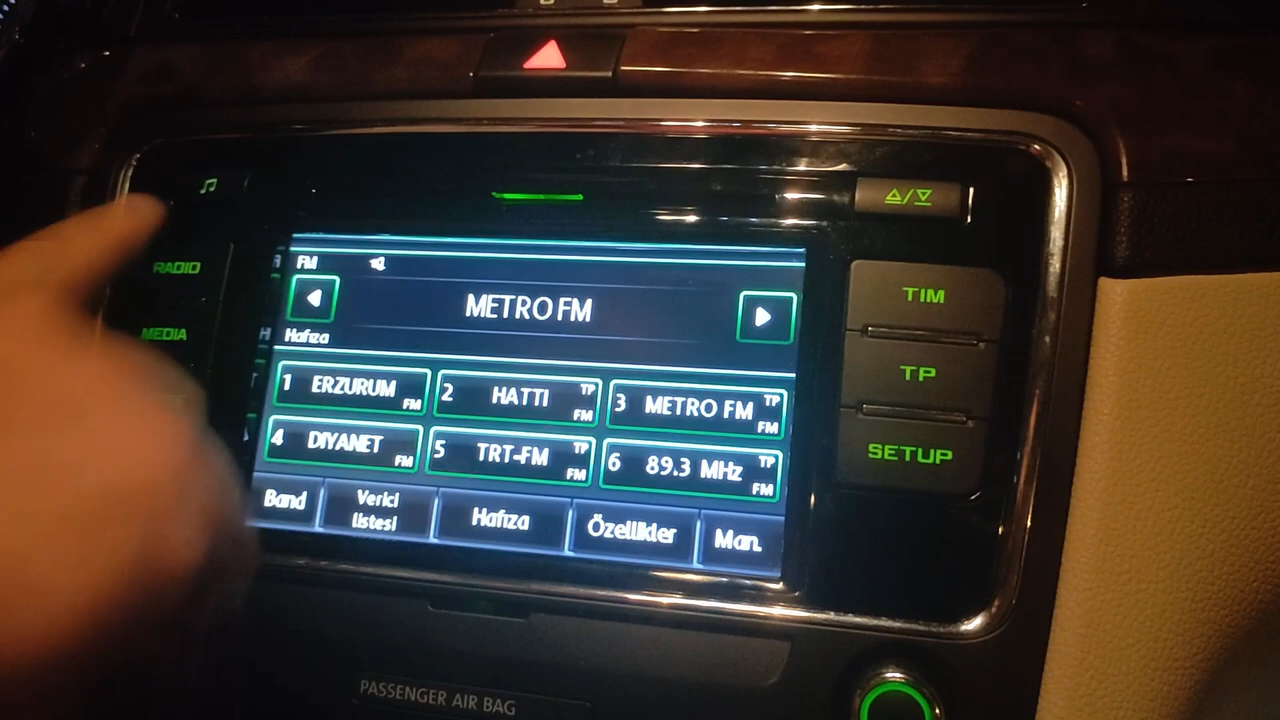 FM
METRO FM
Hafıza
1 ERZURUM FM
2 HATTI TP FM
3 METRO FM TP FM
4 DIYANET FM
5 TRT-FM TP FM
6 89.3 MHz TP FM
Band
Verici
listesi
Hafıza
Özellikler
Man.
RADIO
MEDIA
TIM
TP
SETUP
PASSENGER AIR BAG